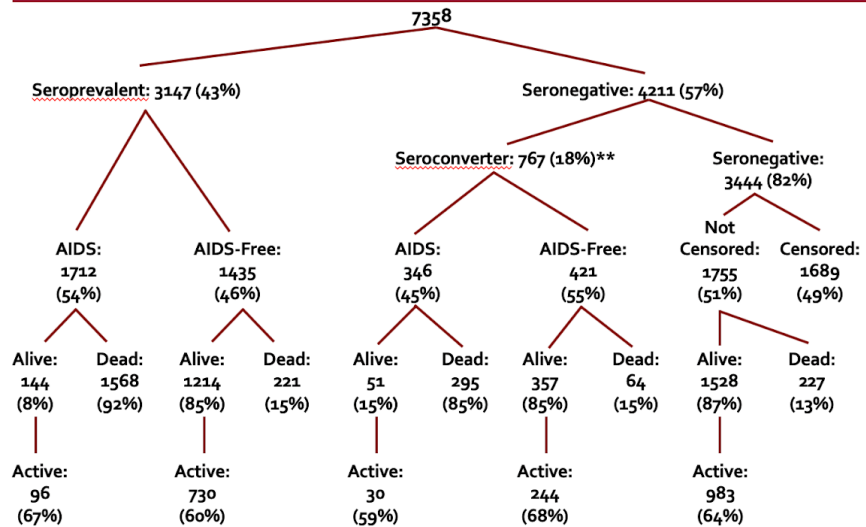 7358
Seroprevalent: 3147 (43%)
Seronegative: 4211 (57%)
Seroconverter: 767 (18%)**
Seronegative:
3444 (82%)
AIDS:
1712
(54%)
AIDS-Free:
1435
(46%)
AIDS:
346
(45%)
AIDS-Free:
421
(55%)
Not
Censored:
1755
(51%)
Censored:
1689
(49%)
Alive:
144
(8%)
Dead:
1568
(92%)
Alive:
1214
(85%)
Dead:
221
(15%)
Alive:
51
(15%)
Dead:
295
(85%)
Alive:
357
(85%)
Dead:
64
(15%)
Alive:
1528
(87%)
Dead:
227
(13%)
Active:
96
(67%)
Active:
730
(60%)
Active:
30
(59%)
Active:
244
(68%)
Active:
983
(64%)